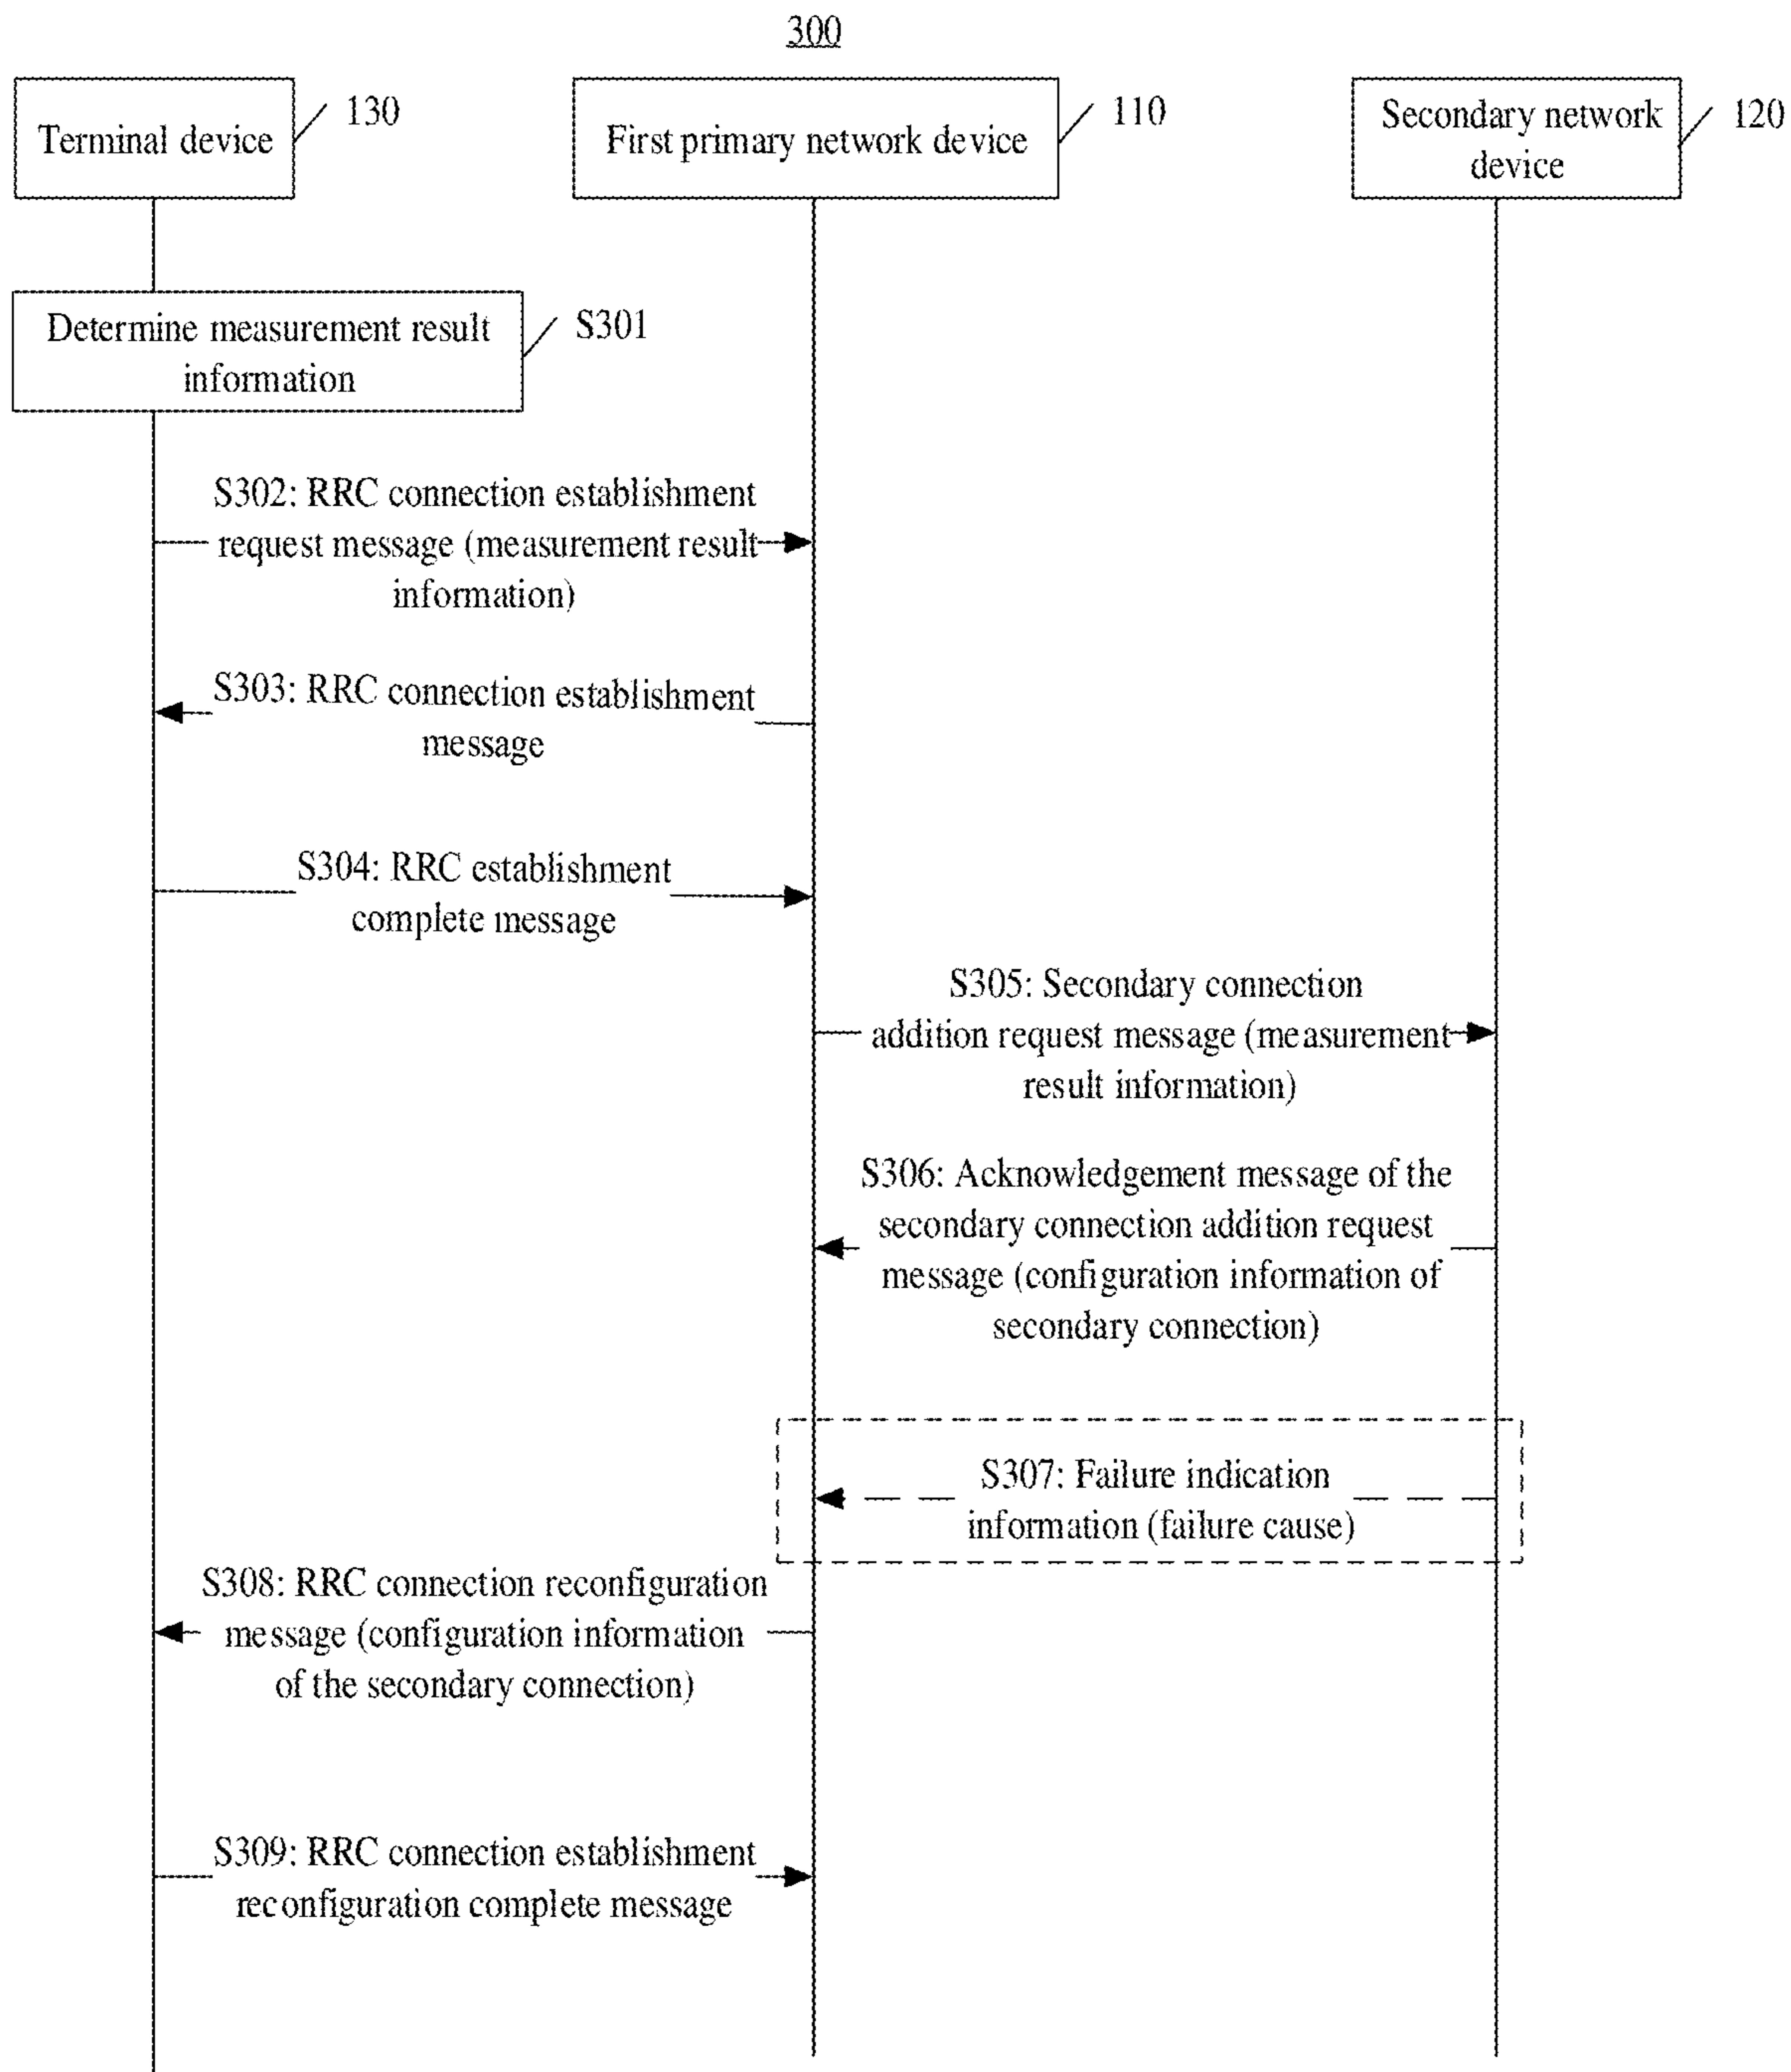 300
Terminal device
130
First primary network device
110
Secondary network
device
120
Determine measurement result
information
S301
S302: RRC connection establishment
request message (measurement result
information)
S303: RRC connection establishment
message
S304: RRC establishment
complete message
S305: Secondary connection
addition request message (measurement
result information)
S306: Acknowledgement message of the
secondary connection addition request
message (configuration information of
secondary connection)
S307: Failure indication
information (failure cause)
S308: RRC connection reconfiguration
message (configuration information
of the secondary connection)
S309: RRC connection establishment
reconfiguration complete message